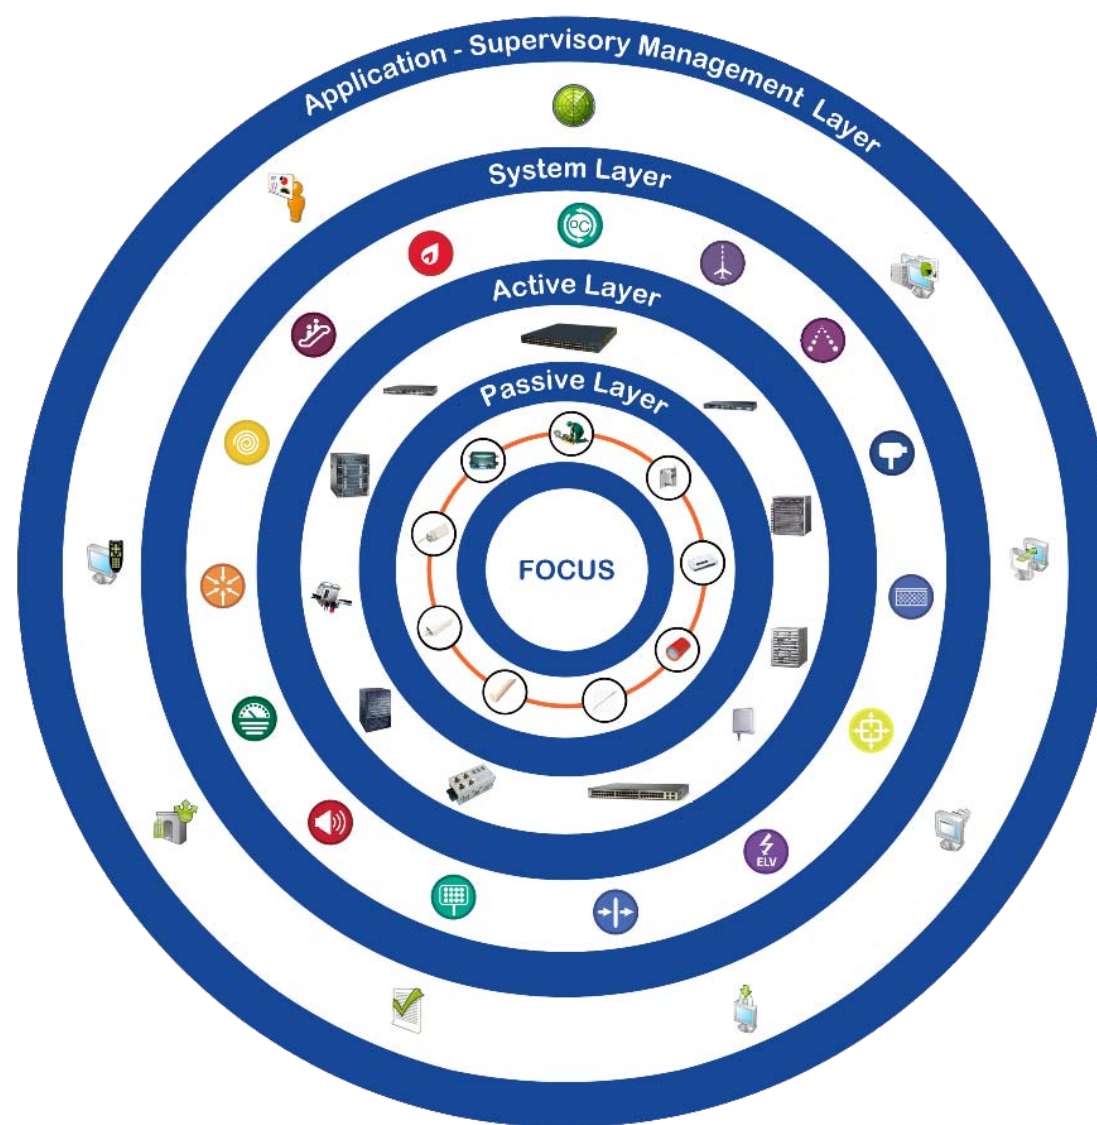 Application - Supervisory Management Layer
System Layer
°C
Active Layer
Passive Layer
FOCUS
ELV